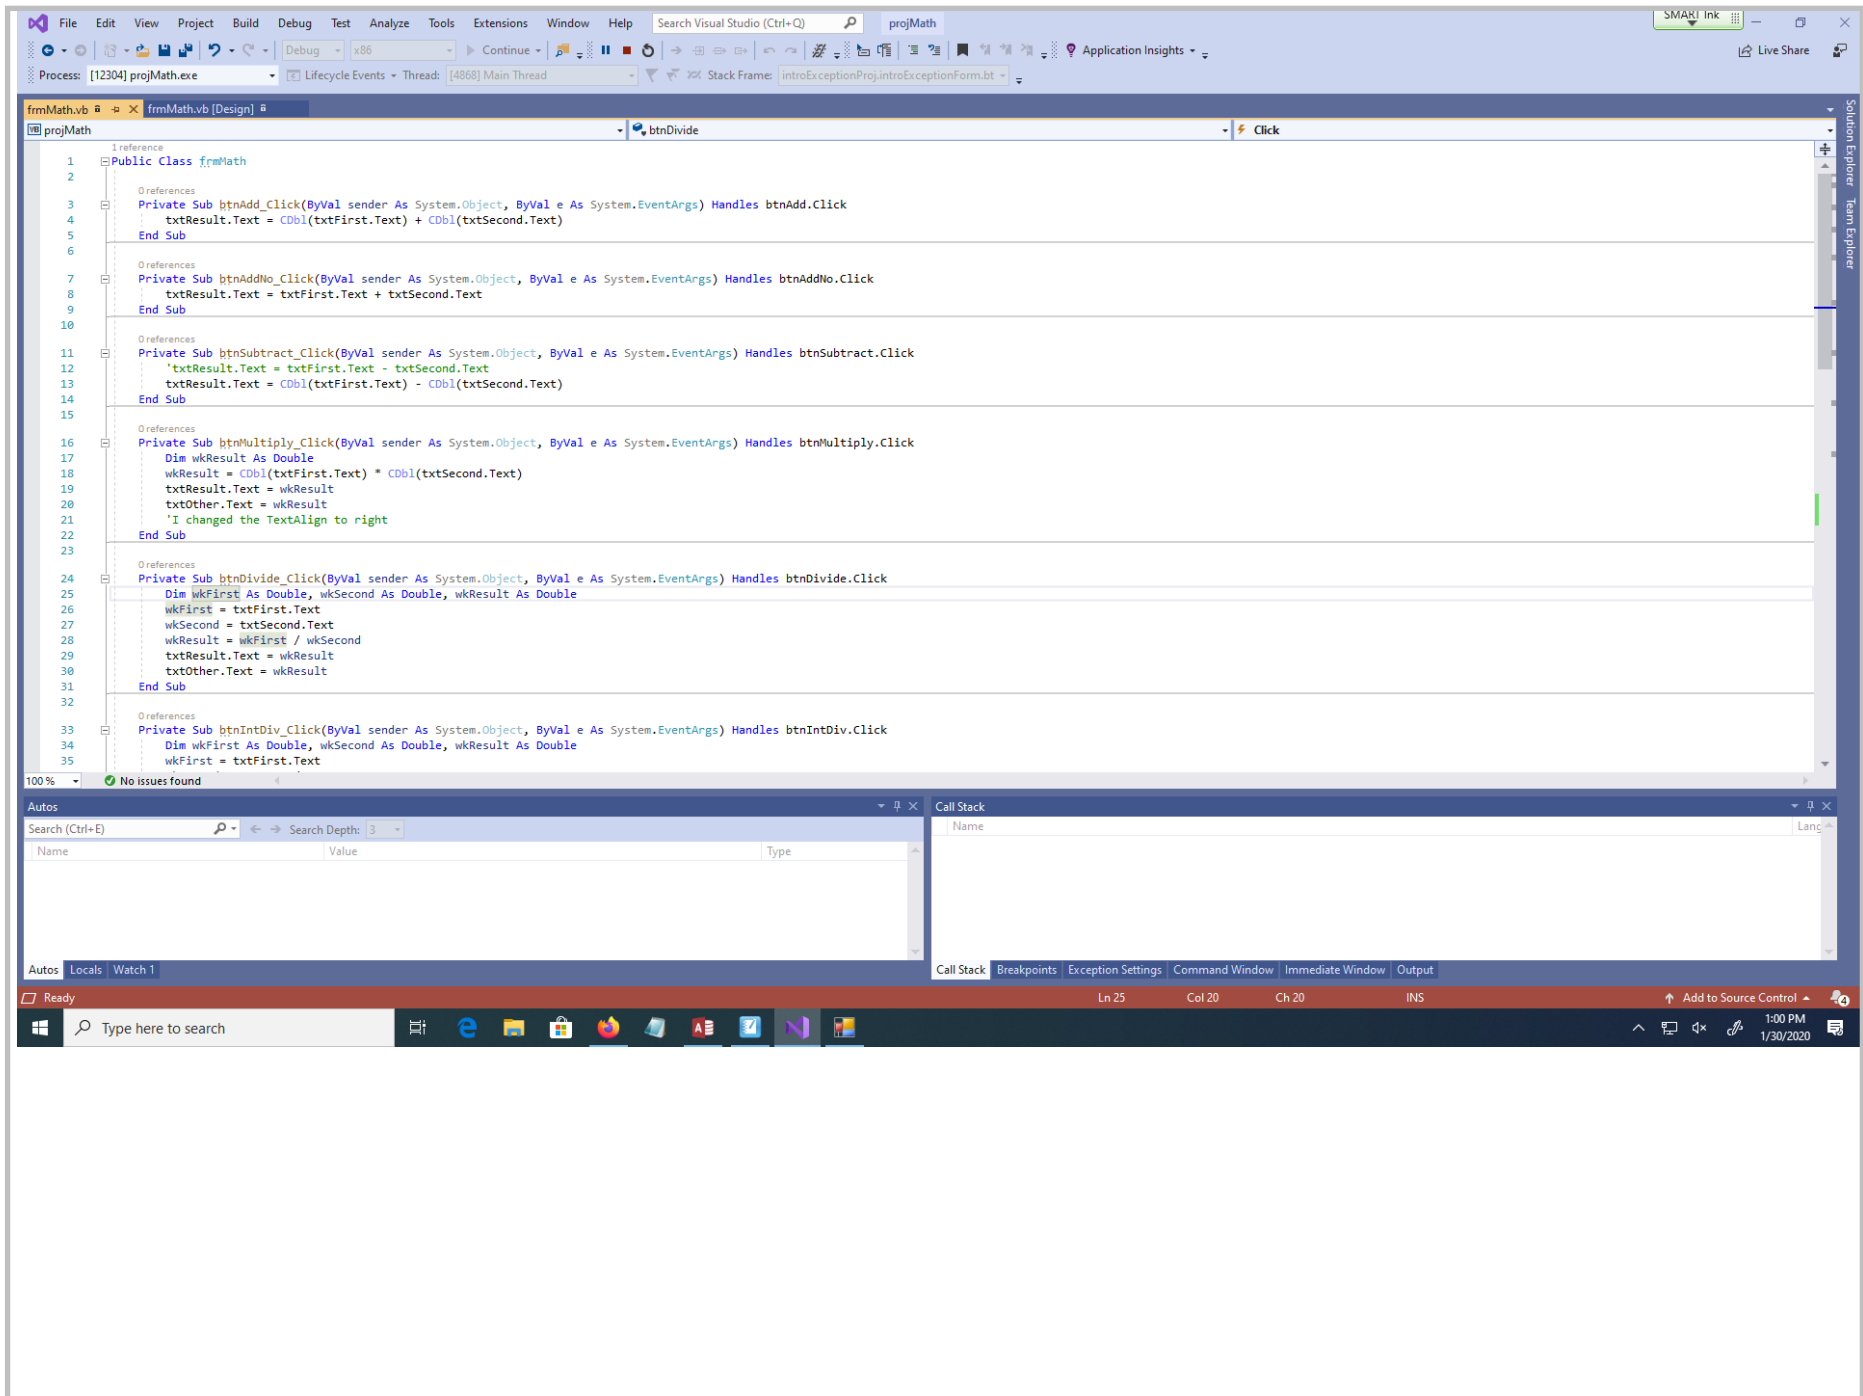 File Edit View Project Build Debug Test Analyze Tools Extensions Window Help Search Visual Studio (Ctrl+Q) projMath SMART Ink
Debug x86 Continue Application Insights Live Share
Process: [12304] projMath.exe Lifecycle Events Thread: [4868] Main Thread Stack Frame: introExceptionProj.introExceptionForm.bt
frmMath.vb frmMath.vb [Design]
projMath btnDivide Click
1 reference
1 Public Class frmMath
2
0 references
3 Private Sub btnAdd_Click(ByVal sender As System.Object, ByVal e As System.EventArgs) Handles btnAdd.Click
4 txtResult.Text = CDbl(txtFirst.Text) + CDbl(txtSecond.Text)
5 End Sub
6
0 references
7 Private Sub btnAddNo_Click(ByVal sender As System.Object, ByVal e As System.EventArgs) Handles btnAddNo.Click
8 txtResult.Text = txtFirst.Text + txtSecond.Text
9 End Sub
10
0 references
11 Private Sub btnSubtract_Click(ByVal sender As System.Object, ByVal e As System.EventArgs) Handles btnSubtract.Click
12 'txtResult.Text = txtFirst.Text - txtSecond.Text
13 txtResult.Text = CDbl(txtFirst.Text) - CDbl(txtSecond.Text)
14 End Sub
15
0 references
16 Private Sub btnMultiply_Click(ByVal sender As System.Object, ByVal e As System.EventArgs) Handles btnMultiply.Click
17 Dim wkResult As Double
18 wkResult = CDbl(txtFirst.Text) * CDbl(txtSecond.Text)
19 txtResult.Text = wkResult
20 txtOther.Text = wkResult
21 'I changed the TextAlign to right
22 End Sub
23
0 references
24 Private Sub btnDivide_Click(ByVal sender As System.Object, ByVal e As System.EventArgs) Handles btnDivide.Click
25 Dim wkFirst As Double, wkSecond As Double, wkResult As Double
26 wkFirst = txtFirst.Text
27 wkSecond = txtSecond.Text
28 wkResult = wkFirst / wkSecond
29 txtResult.Text = wkResult
30 txtOther.Text = wkResult
31 End Sub
32
0 references
33 Private Sub btnIntDiv_Click(ByVal sender As System.Object, ByVal e As System.EventArgs) Handles btnIntDiv.Click
34 Dim wkFirst As Double, wkSecond As Double, wkResult As Double
35 wkFirst = txtFirst.Text
100 % No issues found
Solution Explorer Team Explorer
Autos
Search (Ctrl+E) Search Depth: 3
Name Value Type
Autos Locals Watch 1
Call Stack
Name Lang
Call Stack Breakpoints Exception Settings Command Window Immediate Window Output
Ready Ln 25 Col 20 Ch 20 INS Add to Source Control 4
Type here to search 1:00 PM
1/30/2020